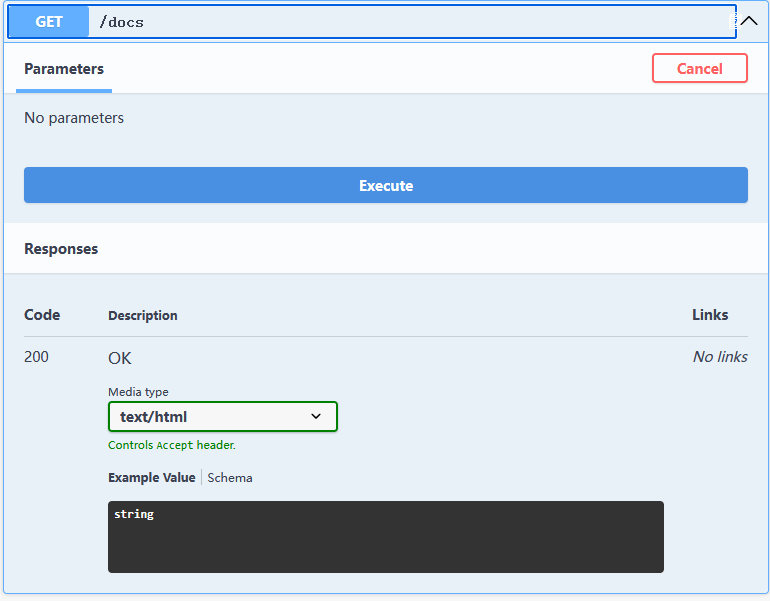 GET /docs
Parameters Cancel
No parameters
Execute
Responses
Code Description Links
200 OK No links
Media type
text/html
Controls Accept header.
Example Value Schema
string